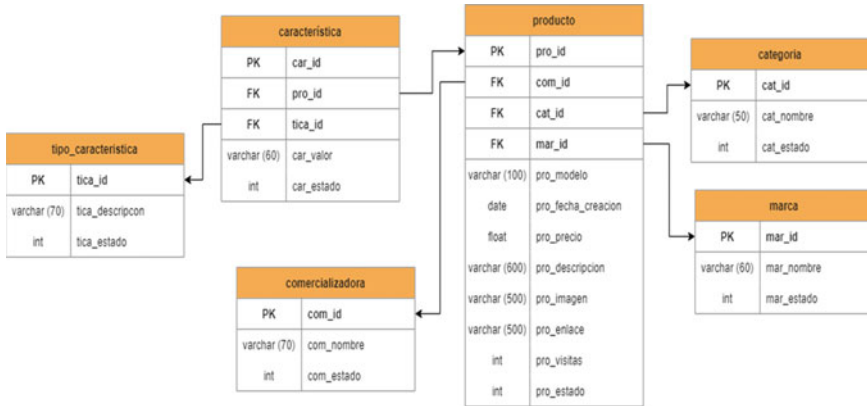 característica
PK car_id
FK pro_id
FK tica_id
varchar (60) car_valor
int car_estado
tipo_caracteristica
PK tica_id
varchar (70) tica_descripcon
int tica_estado
comercializadora
PK com_id
varchar (70) com_nombre
int com_estado
producto
PK pro_id
FK com_id
FK cat_id
FK mar_id
varchar (100) pro_modelo
date pro_fecha_creacion
float pro_precio
varchar (600) pro_descripcion
varchar (500) pro_imagen
varchar (500) pro_enlace
int pro_visitas
int pro_estado
categoria
PK cat_id
varchar (50) cat_nombre
int cat_estado
marca
PK mar_id
varchar (60) mar_nombre
int mar_estado